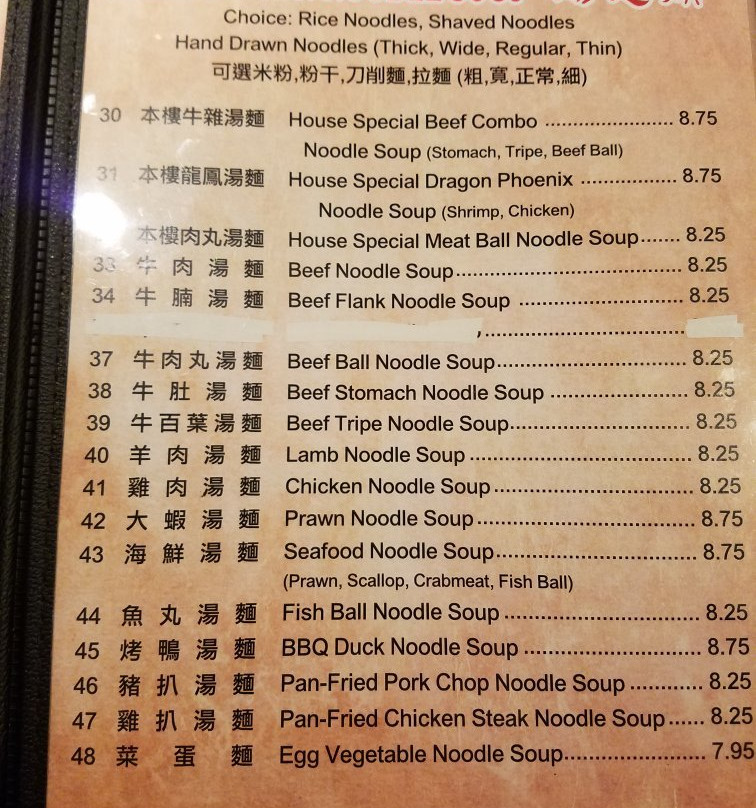 Choice: Rice Noodles, Shaved Noodles
Hand Drawn Noodles (Thick, Wide, Regular, Thin)
可選米粉,粉干,刀削麵,拉麵 (粗,寬,正常,細)
30 本樓牛雜湯麵 House Special Beef Combo ........................ 8.75
Noodle Soup (Stomach, Tripe, Beef Ball)
31 本樓龍鳳湯麵 House Special Dragon Phoenix ................. 8.75
Noodle Soup (Shrimp, Chicken)
本樓肉丸湯麵 House Special Meat Ball Noodle Soup....... 8.25
33 牛肉湯麵 Beef Noodle Soup.......................................... 8.25
34 牛腩湯麵 Beef Flank Noodle Soup ............................... 8.25
37 牛肉丸湯麵 Beef Ball Noodle Soup................................... 8.25
38 牛肚湯麵 Beef Stomach Noodle Soup ......................... 8.25
39 牛百葉湯麵 Beef Tripe Noodle Soup................................. 8.25
40 羊肉湯麵 Lamb Noodle Soup ....................................... 8.25
41 雞肉湯麵 Chicken Noodle Soup................................... 8.25
42 大蝦湯麵 Prawn Noodle Soup...................................... 8.75
43 海鮮湯麵 Seafood Noodle Soup................................... 8.75
(Prawn, Scallop, Crabmeat, Fish Ball)
44 魚丸湯麵 Fish Ball Noodle Soup .................................. 8.25
45 烤鴨湯麵 BBQ Duck Noodle Soup ............................... 8.75
46 豬扒湯麵 Pan-Fried Pork Chop Noodle Soup ............ 8.25
47 雞扒湯麵 Pan-Fried Chicken Steak Noodle Soup...... 8.25
48 菜蛋麵 Egg Vegetable Noodle Soup........................ 7.95